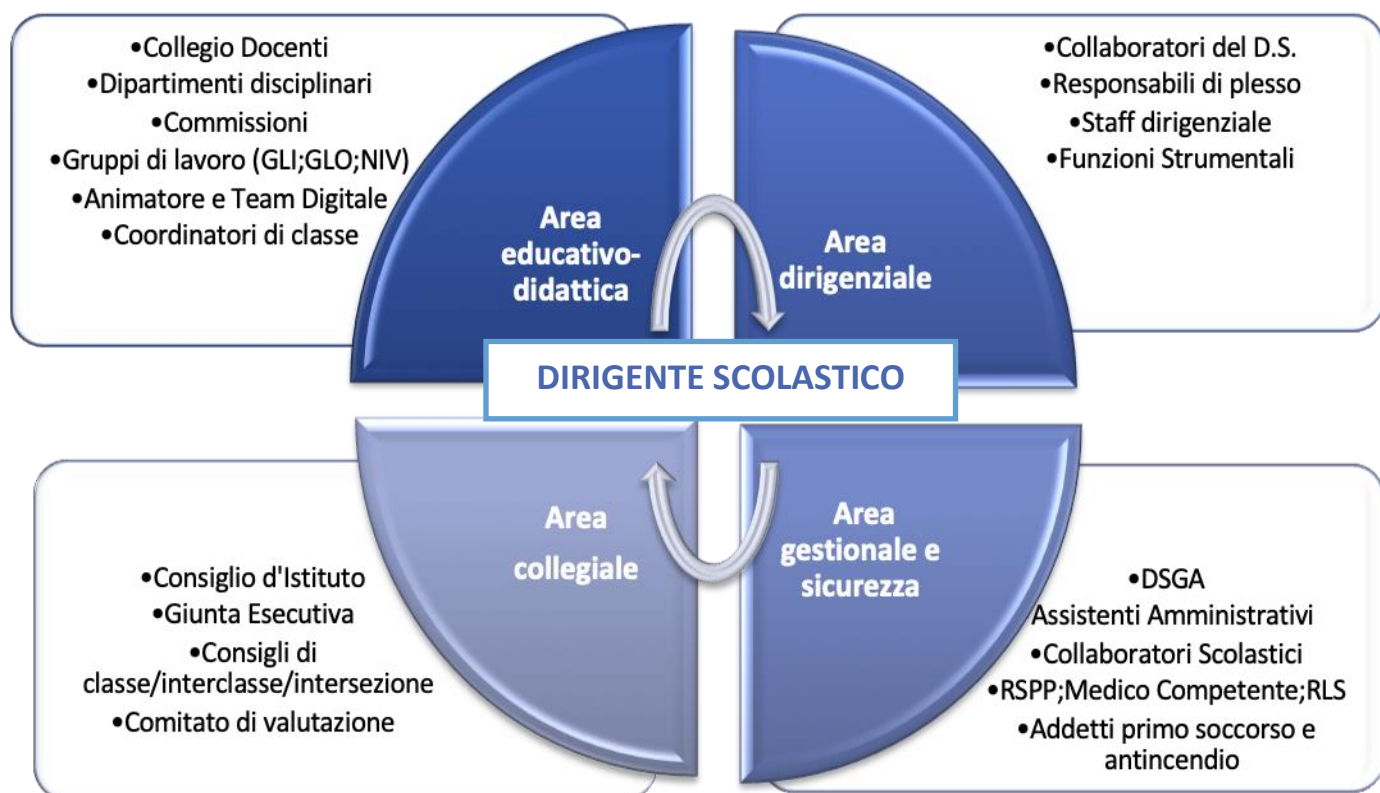 •Collegio Docenti
•Dipartimenti disciplinari
•Commissioni
•Gruppi di lavoro (GLI;GLO;NIV)
•Animatore e Team Digitale
•Coordinatori di classe
Area
educativo-
didattica
•Collaboratori del D.S.
•Responsabili di plesso
•Staff dirigenziale
•Funzioni Strumentali
Area
dirigenziale
DIRIGENTE SCOLASTICO
•Consiglio d'Istituto
•Giunta Esecutiva
•Consigli di
classe/interclasse/intersezione
•Comitato di valutazione
Area
collegiale
Area
gestionale e
sicurezza
•DSGA
Assistenti Amministrativi
•Collaboratori Scolastici
•RSPP;Medico Competente;RLS
•Addetti primo soccorso e
antincendio